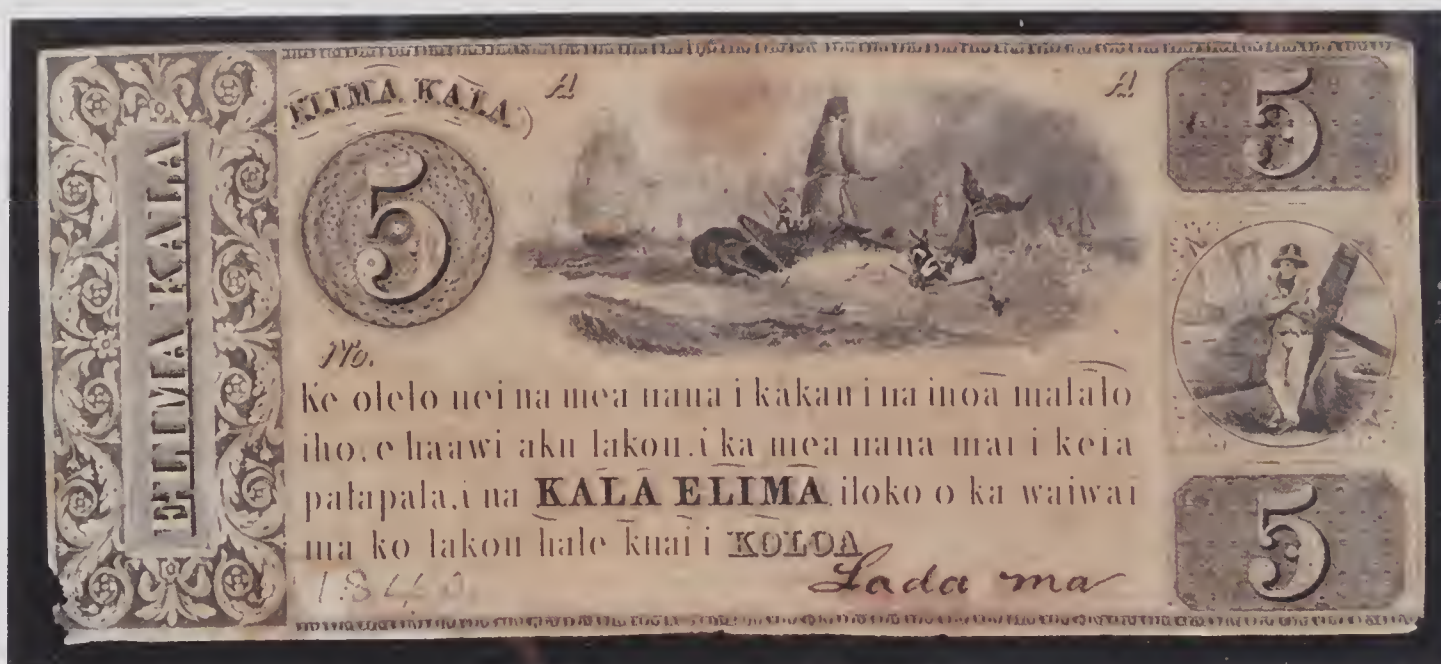 ELIMA KALA
ELIMA KALA
A
A
5
5
No.
Ke olelo nei na mea nana i kakau i na inoa malalo
iho, e haawi aku lakou, i ka mea nana mai i keia
palapala, i na KALA ELIMA, iloko o ka waiwai
ma ko lakou hale kuai i KOLOA
Lada ma
5